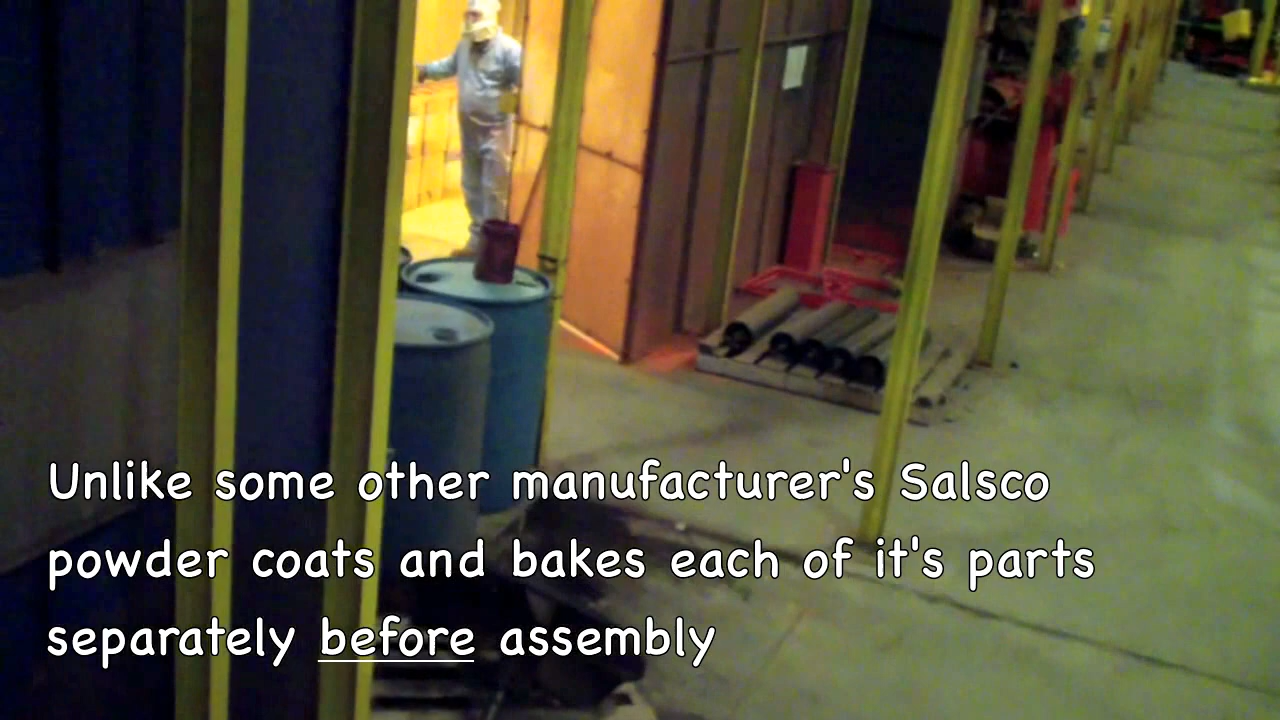 Unlike some other manufacturer's Salsco
powder coats and bakes each of it's parts
separately before assembly